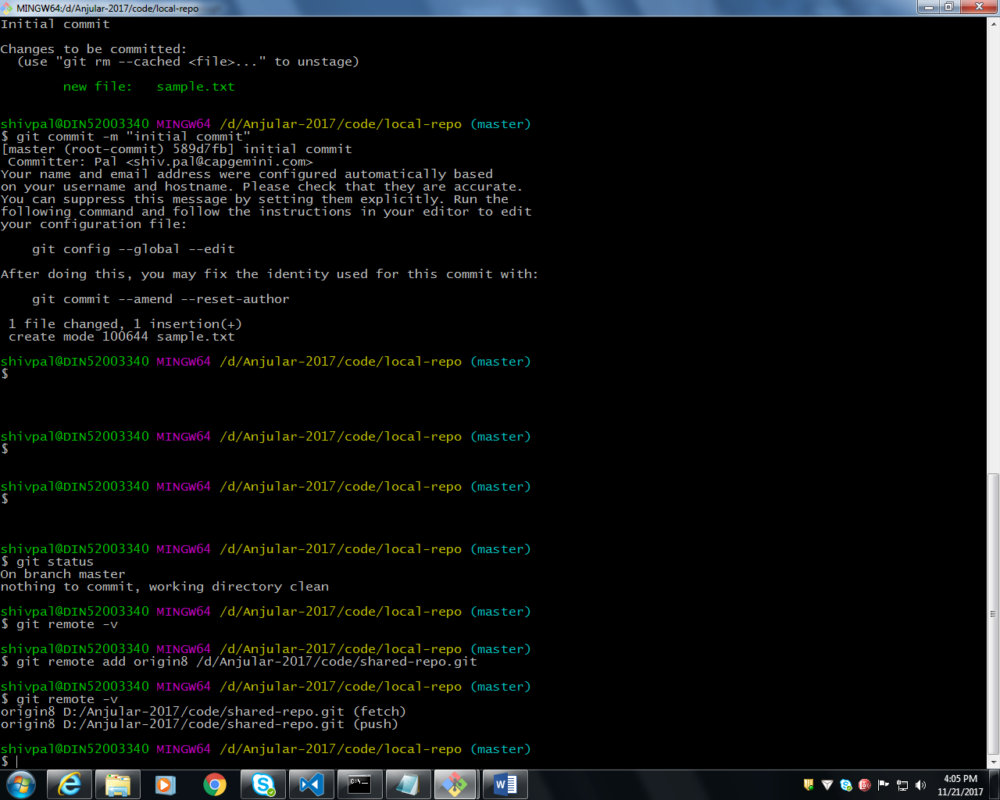 MINGW64:/d/Anjular-2017/code/local-repo
Initial commit
Changes to be committed:
(use "git rm --cached <file>..." to unstage)
new file:   sample.txt
shivpal@DIN52003340 MINGW64 /d/Anjular-2017/code/local-repo (master)
$ git commit -m "initial commit"
[master (root-commit) 589d7fb] initial commit
Committer: Pal <shiv.pal@capgemini.com>
Your name and email address were configured automatically based
on your username and hostname. Please check that they are accurate.
You can suppress this message by setting them explicitly. Run the
following command and follow the instructions in your editor to edit
your configuration file:
git config --global --edit
After doing this, you may fix the identity used for this commit with:
git commit --amend --reset-author
1 file changed, 1 insertion(+)
create mode 100644 sample.txt
shivpal@DIN52003340 MINGW64 /d/Anjular-2017/code/local-repo (master)
$
shivpal@DIN52003340 MINGW64 /d/Anjular-2017/code/local-repo (master)
$
shivpal@DIN52003340 MINGW64 /d/Anjular-2017/code/local-repo (master)
$
shivpal@DIN52003340 MINGW64 /d/Anjular-2017/code/local-repo (master)
$ git status
On branch master
nothing to commit, working directory clean
shivpal@DIN52003340 MINGW64 /d/Anjular-2017/code/local-repo (master)
$ git remote -v
shivpal@DIN52003340 MINGW64 /d/Anjular-2017/code/local-repo (master)
$ git remote add origin8 /d/Anjular-2017/code/shared-repo.git
shivpal@DIN52003340 MINGW64 /d/Anjular-2017/code/local-repo (master)
$ git remote -v
origin8 D:/Anjular-2017/code/shared-repo.git (fetch)
origin8 D:/Anjular-2017/code/shared-repo.git (push)
shivpal@DIN52003340 MINGW64 /d/Anjular-2017/code/local-repo (master)
$
4:05 PM
11/21/2017